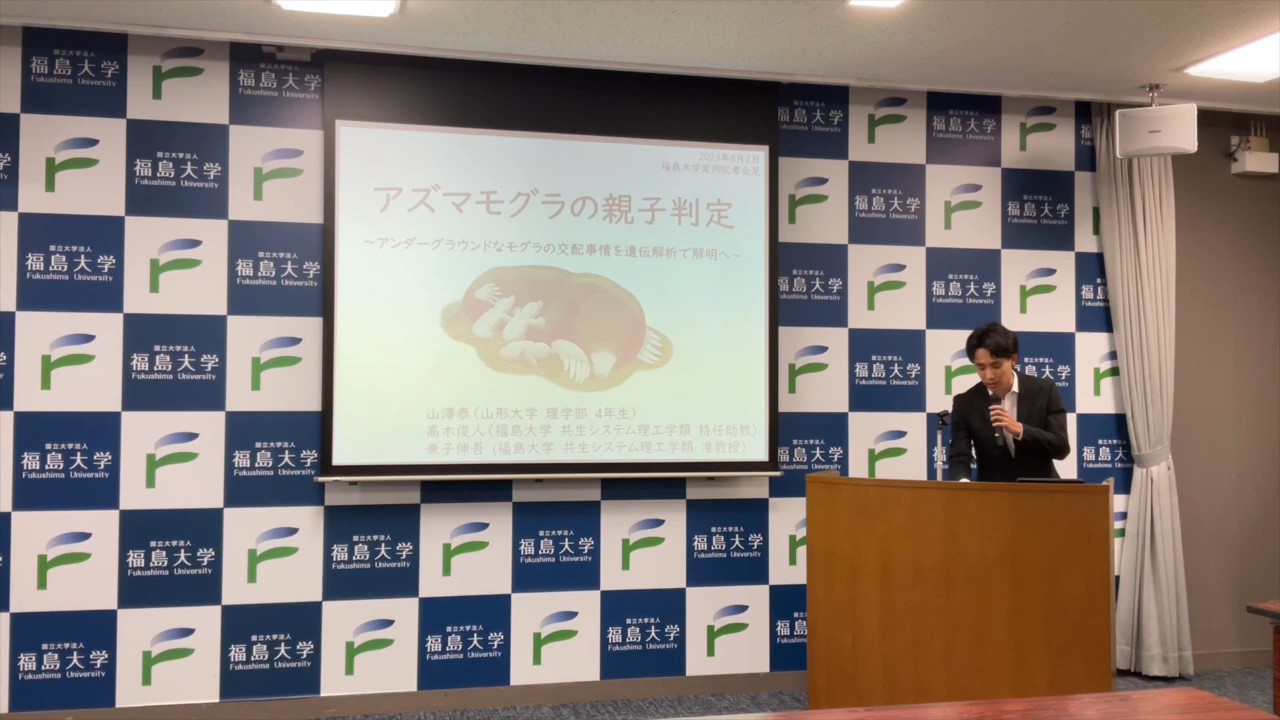 2023年8月2日
福島大学定例記者会見
アズマモグラの親子判定
～アンダーグラウンドなモグラの交配事情を遺伝解析で解明へ～
山澤泰(山形大学 理学部 4年生)
高木俊人(福島大学 共生システム理工学類 特任助教)
兼子伸吾 (福島大学 共生システム理工学類 准教授)
国立大学法人
福島大学
Fukushima University